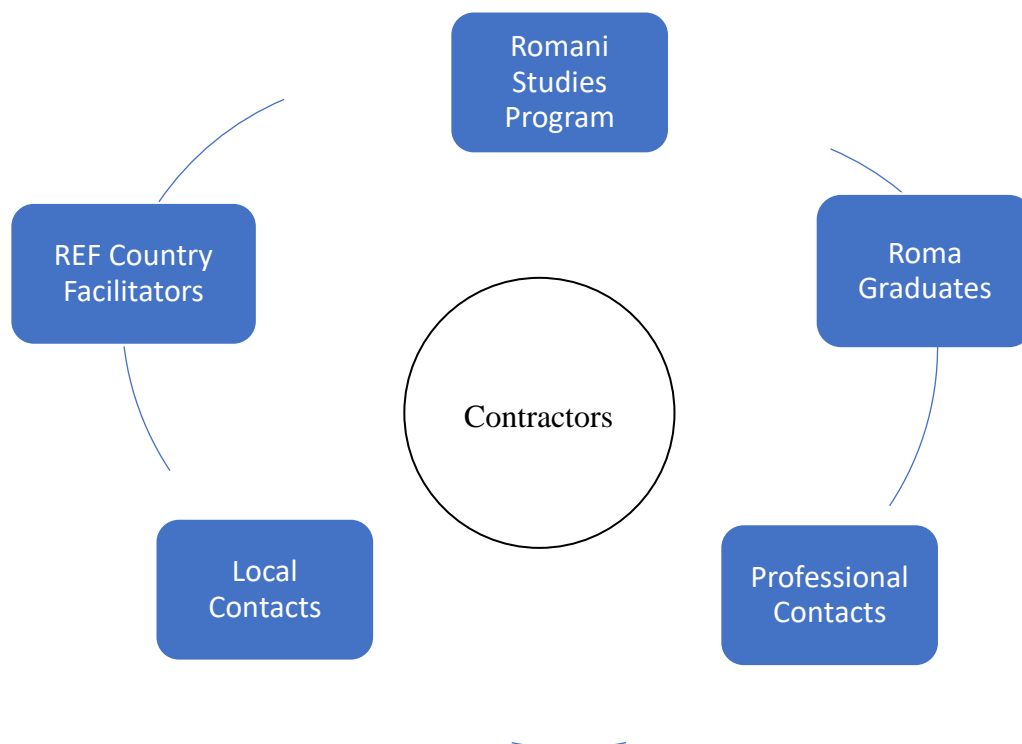 Romani
Studies
Program
REF Country
Facilitators
Roma
Graduates
Contractors
Local
Contacts
Professional
Contacts